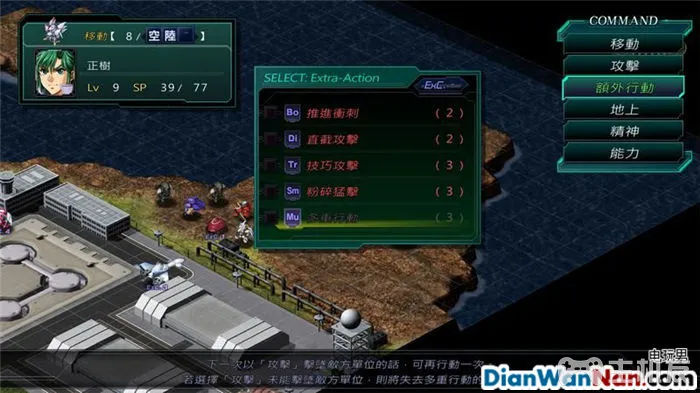 移動【 8/ 空陸 】
正樹
Lv 9 SP 39/ 77
COMMAND
移動
攻擊
額外行動
地上
精神
能力
SELECT: Extra-Action
ExC
Bo 推進衝刺 ( 2 )
Di 直截攻擊 ( 2 )
Tr 技巧攻擊 ( 3 )
Sm 粉碎猛擊 ( 3 )
Mu 多重行動 ( 3 )
下一次以「攻擊」擊墜敵方單位的話，可再行動一次。
若選擇「攻擊」未能擊墜敵方單位，則將失去多重行動的
电玩男
DianWanNan.com